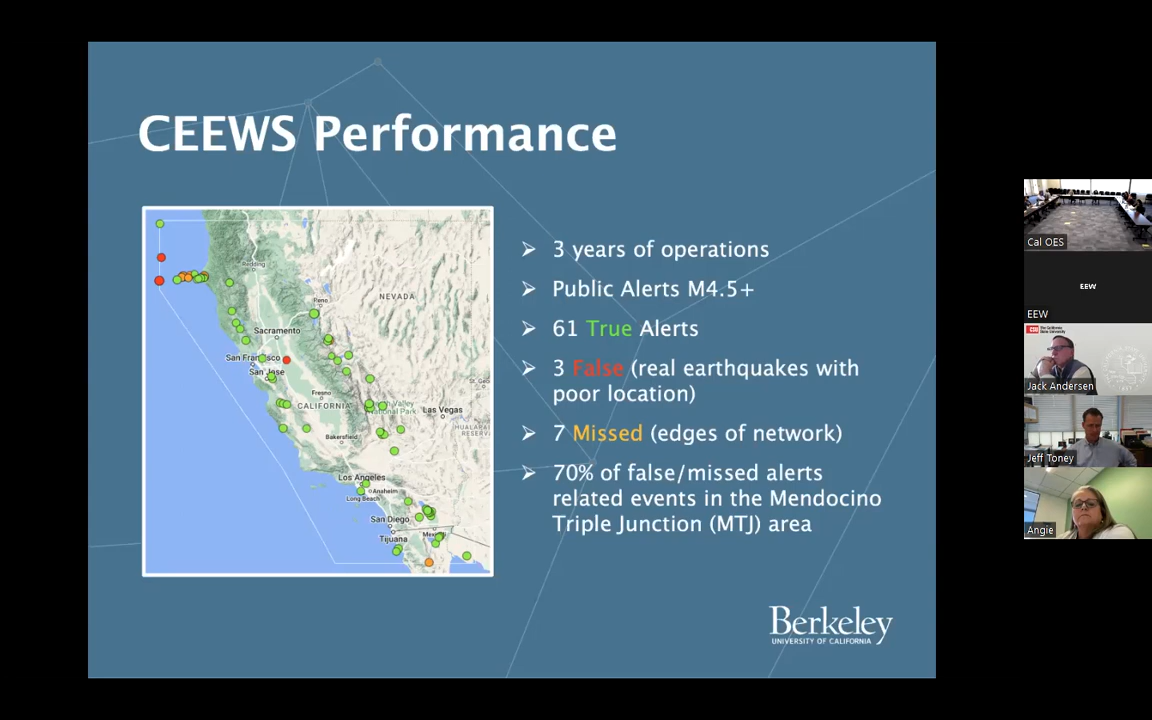 CEEWS Performance
Redding
Reno
NEVADA
Sacramento
San Francisco
San Jose
Fresno
CALIFORNIA
Las Vegas
Bakersfield
Los Angeles
Anaheim
Long Beach
San Diego
Tijuana
➢ 3 years of operations
➢ Public Alerts M4.5+
➢ 61 True Alerts
➢ 3 False (real earthquakes with
poor location)
➢ 7 Missed (edges of network)
➢ 70% of false/missed alerts
related events in the Mendocino
Triple Junction (MTJ) area
Berkeley
UNIVERSITY OF CALIFORNIA
Cal OES
EEW
EEW
Jack Andersen
Jeff Toney
Angie